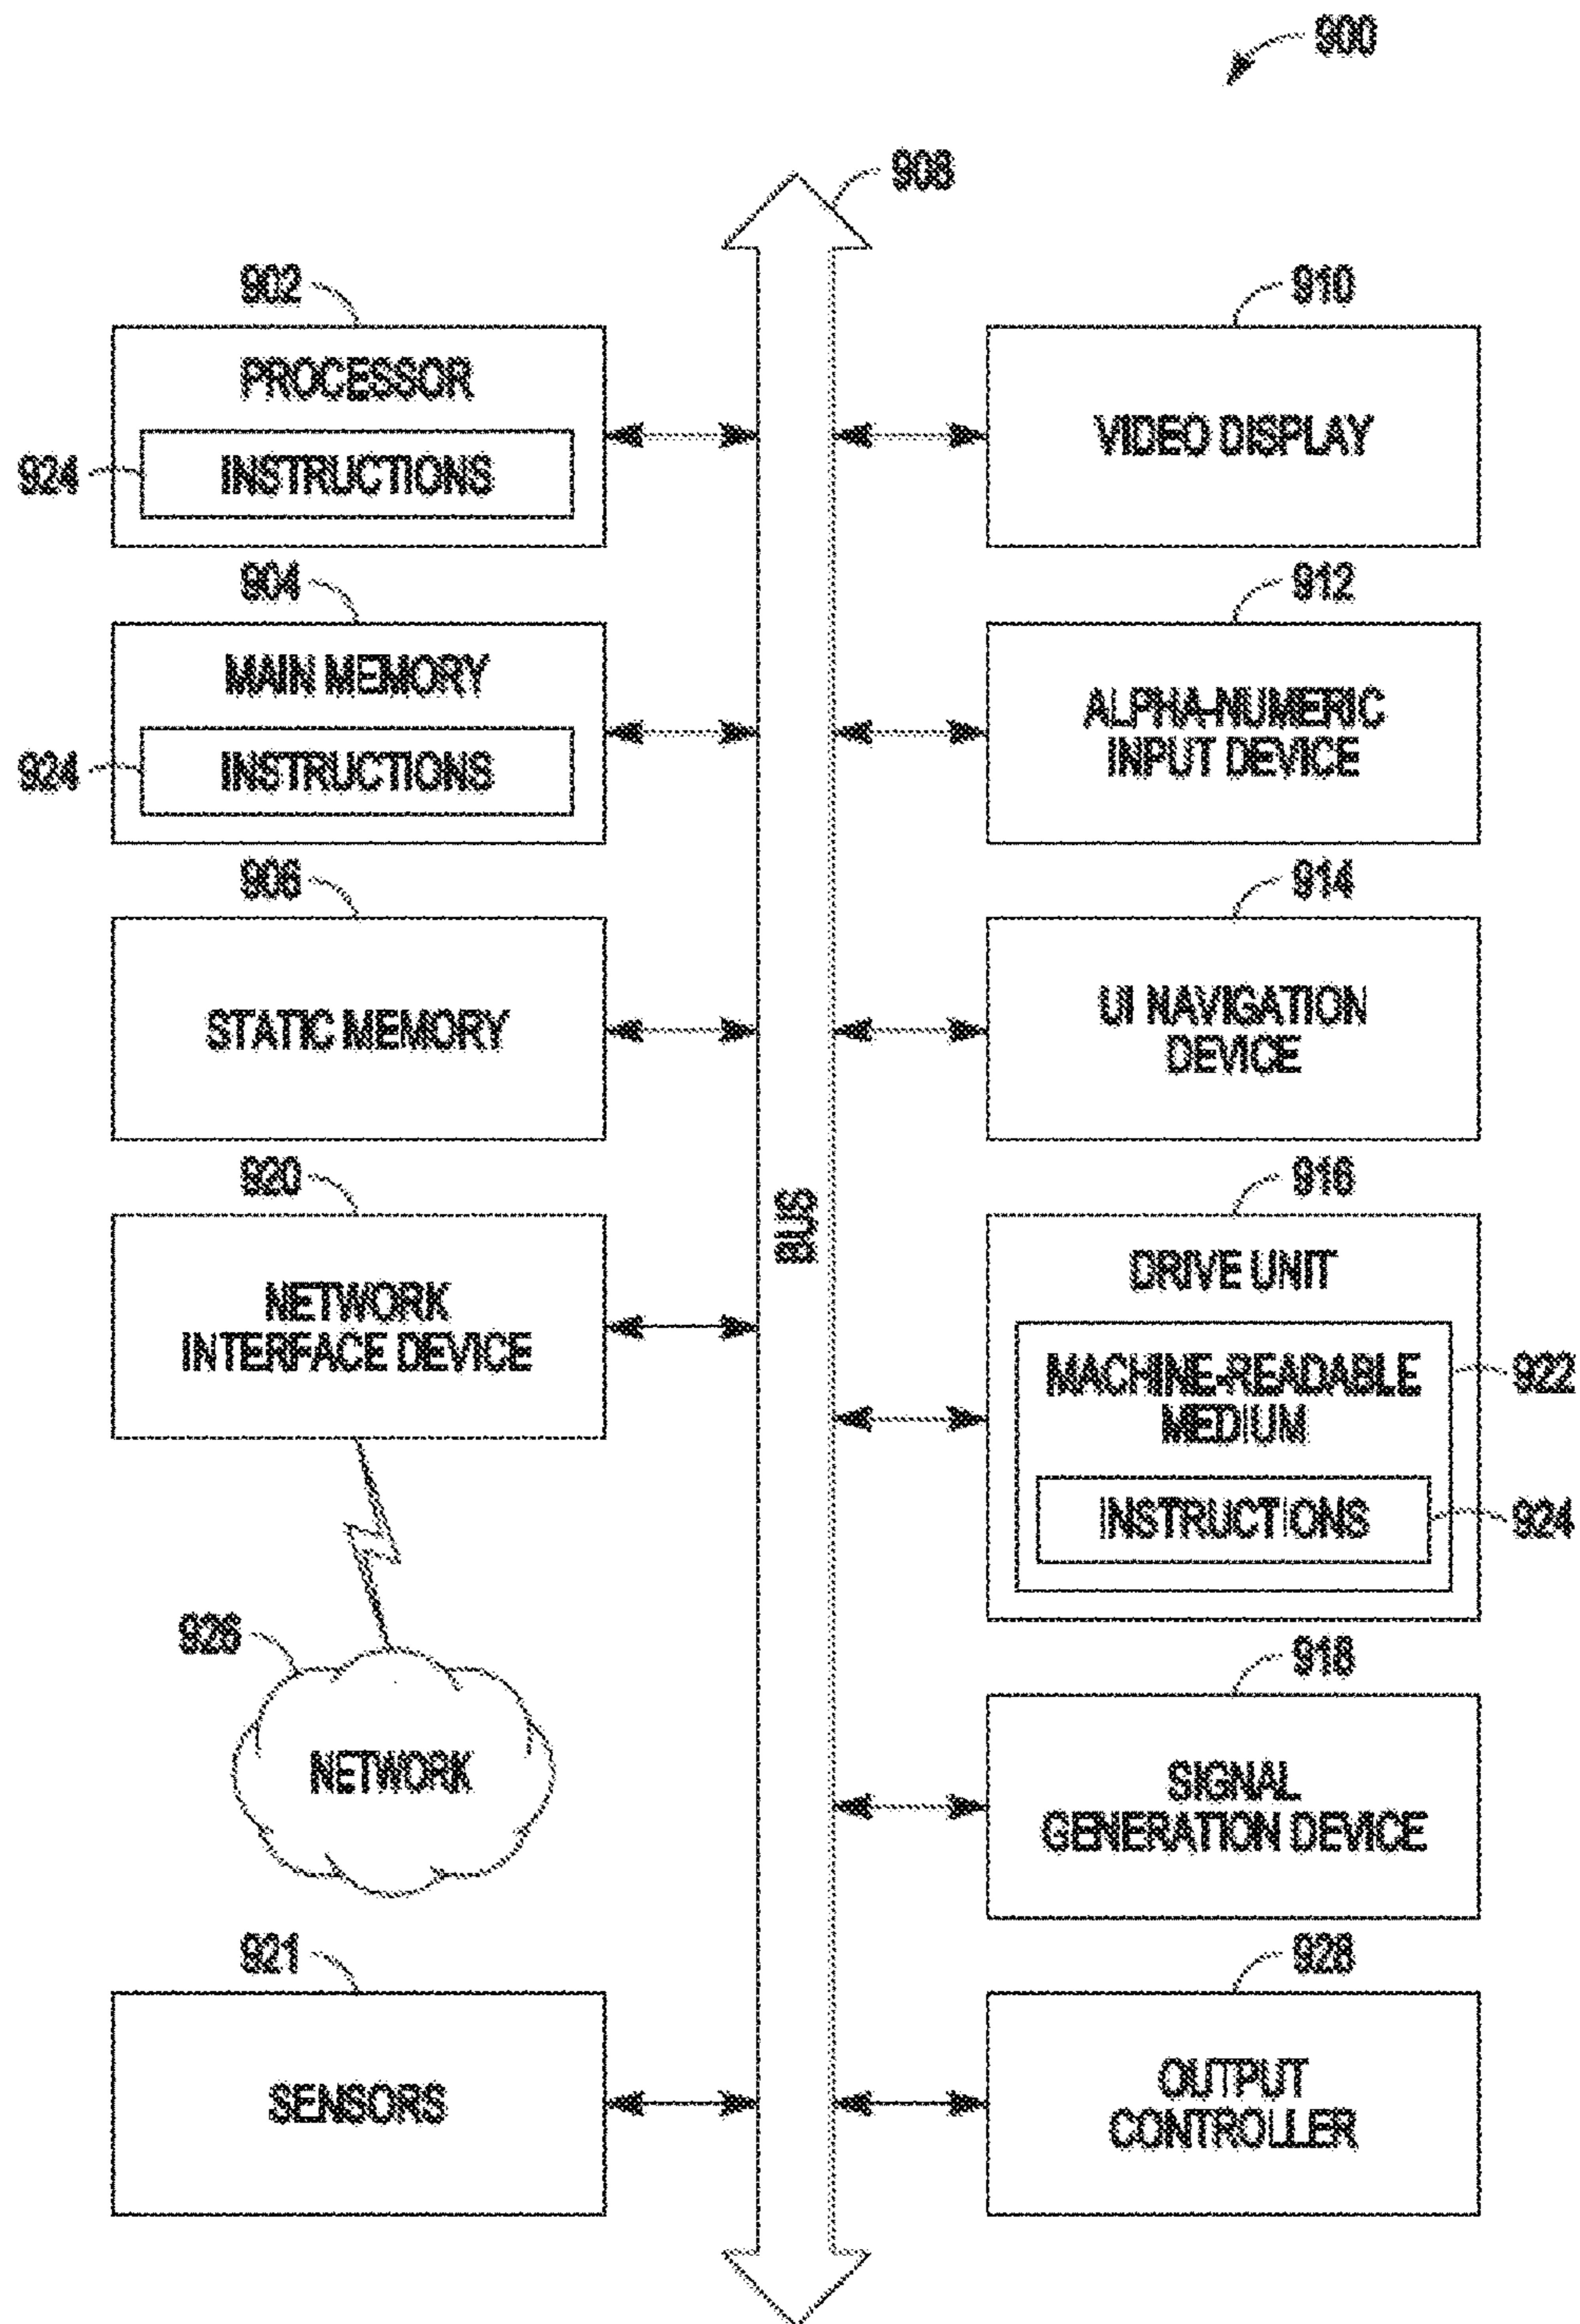 900
908
902
PROCESSOR
924
INSTRUCTIONS
904
MAIN MEMORY
924
INSTRUCTIONS
906
STATIC MEMORY
920
NETWORK
INTERFACE DEVICE
926
NETWORK
921
SENSORS
BUS
910
VIDEO DISPLAY
912
ALPHA-NUMERIC
INPUT DEVICE
914
UI NAVIGATION
DEVICE
916
DRIVE UNIT
MACHINE-READABLE
MEDIUM
922
INSTRUCTIONS
924
918
SIGNAL
GENERATION DEVICE
928
OUTPUT
CONTROLLER